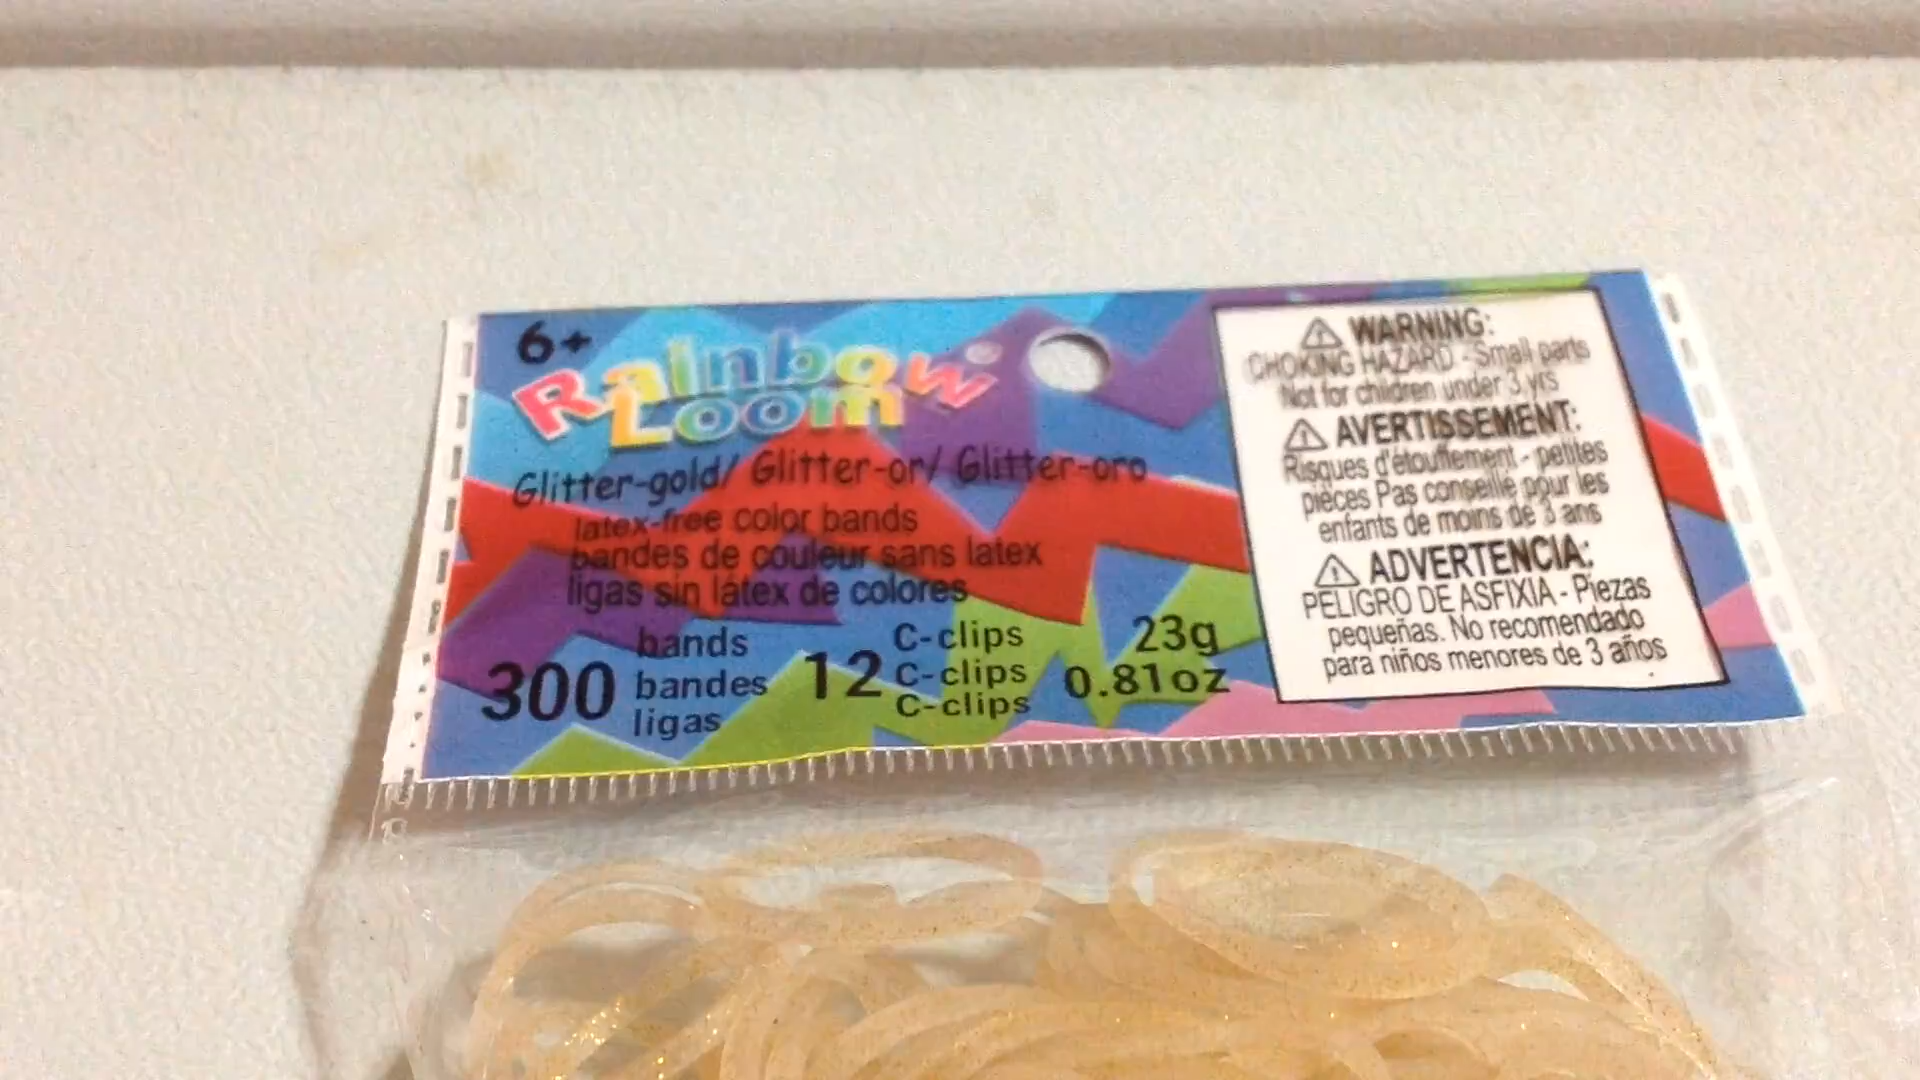 6+
Rainbow
Loom
Glitter-gold/ Glitter-or/ Glitter-oro
latex-free color bands
bandes de couleur sans latex
ligas sin látex de colores
300
bands
bandes
ligas
12
C-clips
C-clips
C-clips
23g
0.81oz
WARNING:
CHOKING HAZARD - Small parts
Not for children under 3 yrs
AVERTISSEMENT:
Risques d'étouffement - petites
pièces Pas conseillé pour les
enfants de moins de 3 ans
ADVERTENCIA:
PELIGRO DE ASFIXIA - Piezas
pequeñas. No recomendado
para niños menores de 3 años